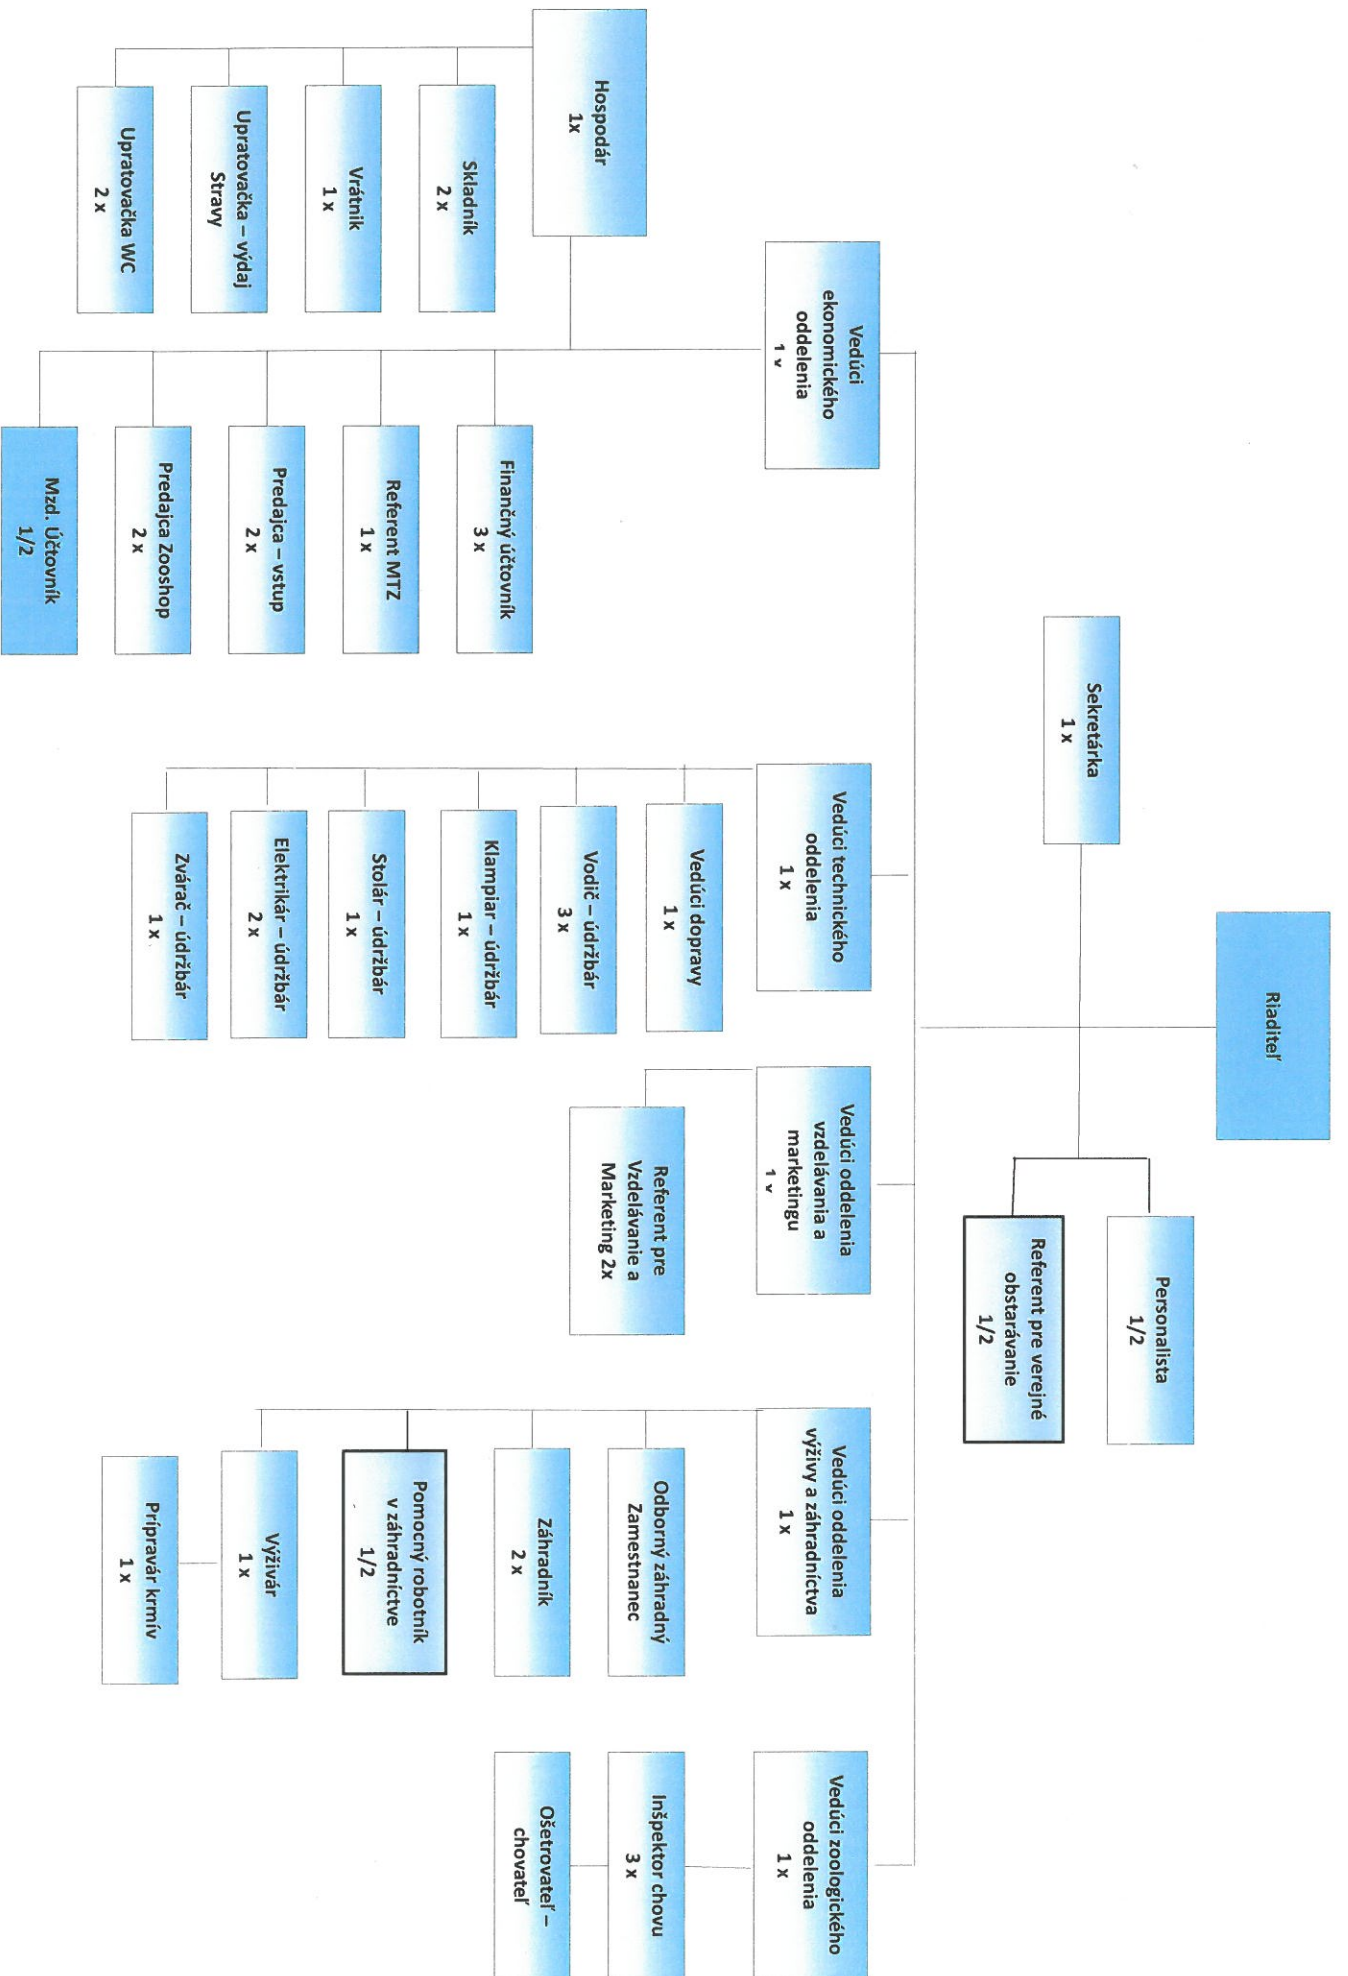 Riaditeľ
Sekretárka
1 x
Personalista
1/2
Referent pre verejné
obstarávanie
1/2
Vedúci
ekonomického
oddelenia
Hospodár
1x
Skladník
2 x
Vrátnik
1 x
Upratovačka – výdaj
Stravy
Upratovačka WC
2 x
Finančný účtovník
3 x
Referent MTZ
1 x
Predajca – vstup
2 x
Predajca Zooshop
2 x
Mzd. Účtovník
1/2
Vedúci technického
oddelenia
1 x
Vedúci dopravy
1 x
Vodič – údržbár
3 x
Klampiar – údržbár
1 x
Stolár – údržbár
1 x
Elektrikár – údržbár
2 x
Zvárač – údržbár
1 x
Vedúci oddelenia
vzdelávania a
marketingu
Referent pre
Vzdelávanie a
Marketing 2x
Vedúci oddelenia
výživy a záhradníctva
1 x
Odborný záhradný
Zamestnanec
Záhradník
2 x
Pomocný robotník
v záhradníctve
1/2
Výživár
1 x
Prípravár krmív
1 x
Vedúci zoologického
oddelenia
1 x
Inšpektor chovu
3 x
Ošetrovateľ –
chovateľ